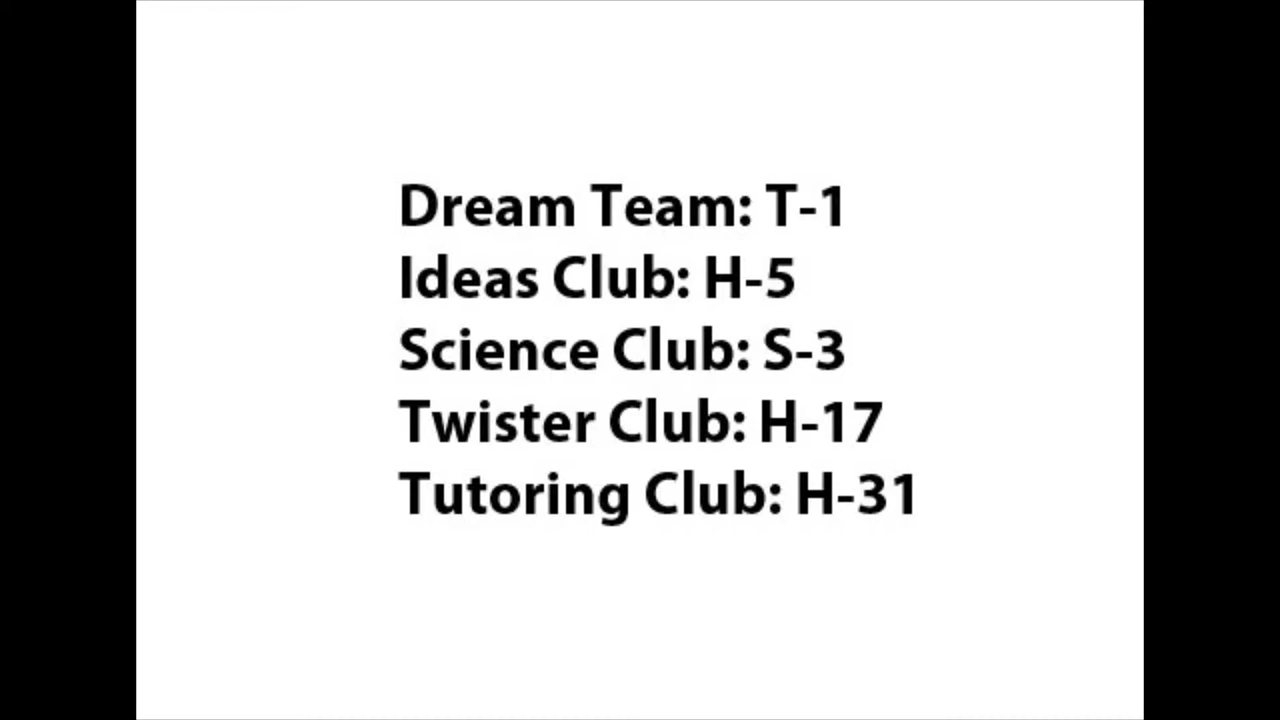 Dream Team: T-1
Ideas Club: H-5
Science Club: S-3
Twister Club: H-17
Tutoring Club: H-31